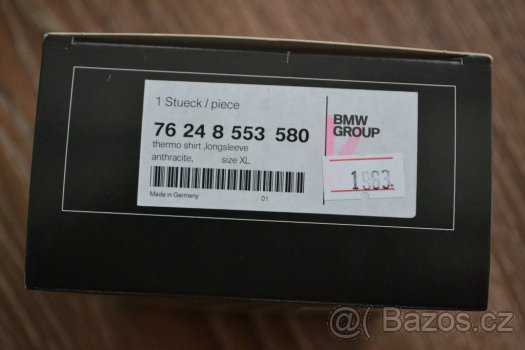 1 Stueck / piece
76 24 8 553 580
thermo shirt ,longsleeve
anthracite, size XL
Made in Germany 01
BMW
GROUP
1963.
@ Bazos.cz